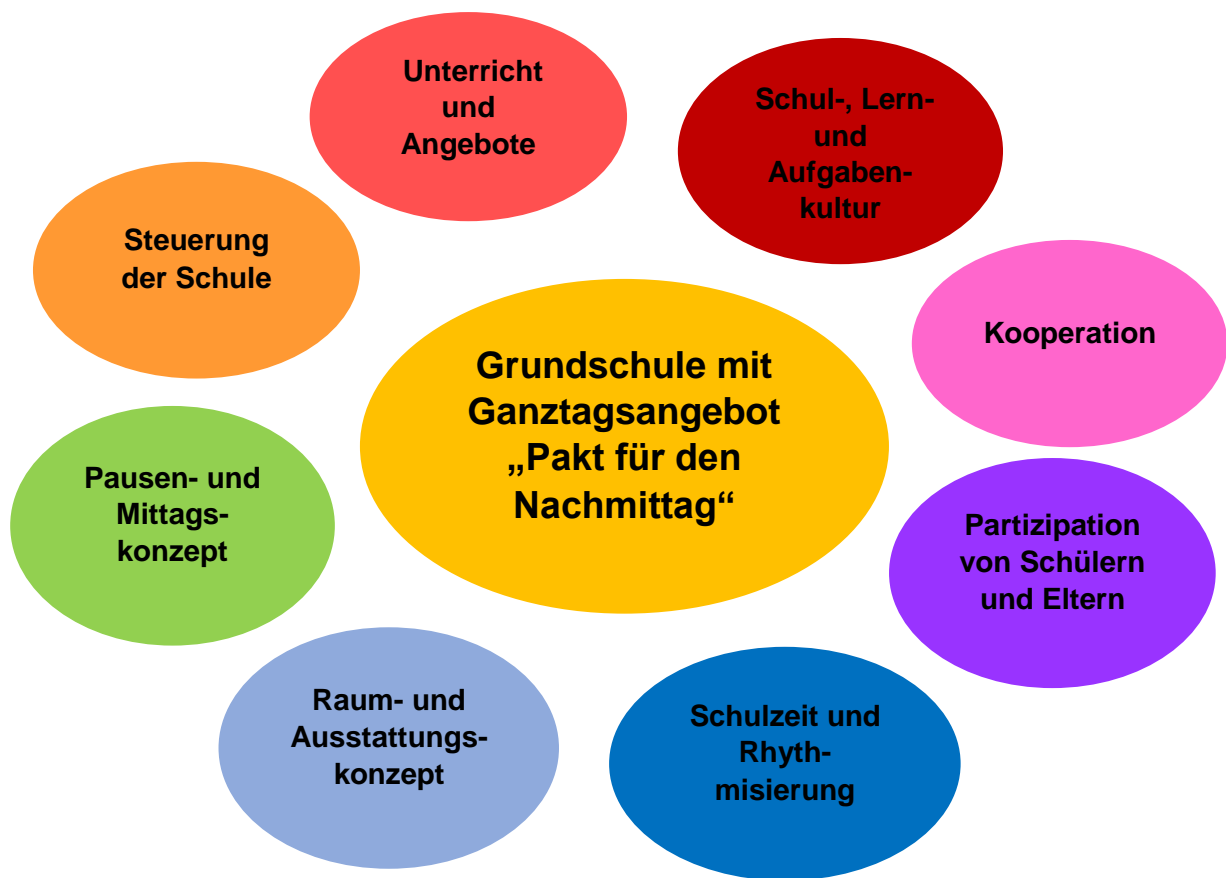 Unterricht
und
Angebote
Schul-, Lern-
und
Aufgaben-
kultur
Steuerung
der Schule
Kooperation
Grundschule mit
Ganztagsangebot
„Pakt für den
Nachmittag“
Pausen- und
Mittags-
konzept
Partizipation
von Schülern
und Eltern
Raum- und
Ausstattungs-
konzept
Schulzeit und
Rhyth-
misierung